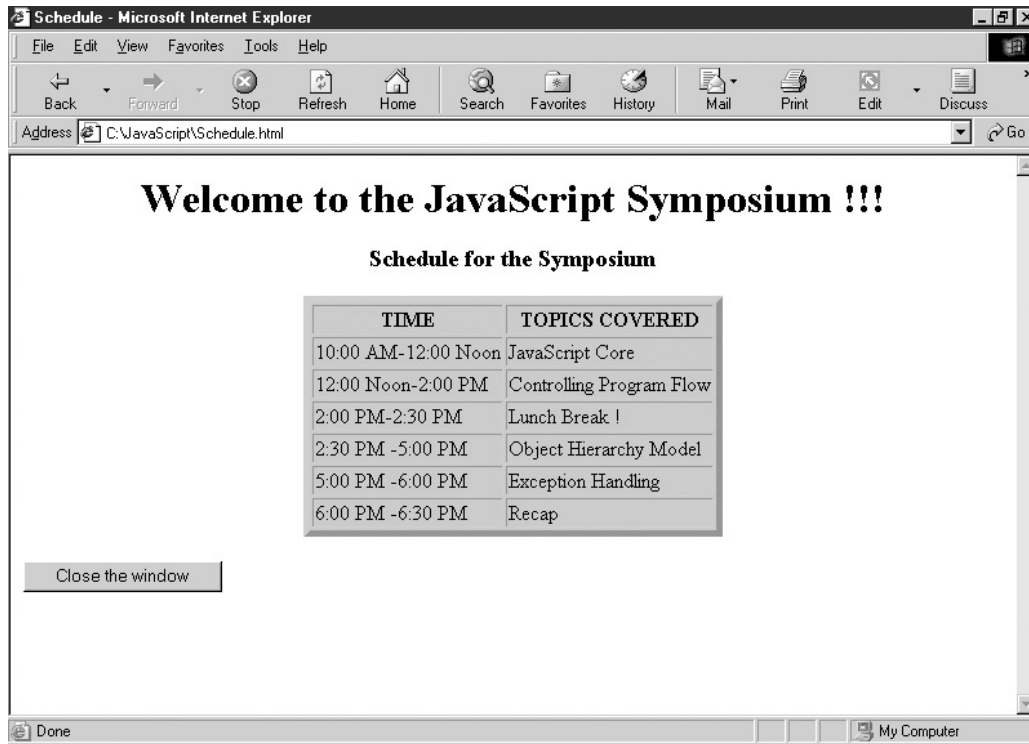 Schedule - Microsoft Internet Explorer
File Edit View Favorites Tools Help
Back Forward Stop Refresh Home Search Favorites History Mail Print Edit Discuss
Address C:\JavaScript\Schedule.html Go
Welcome to the JavaScript Symposium !!!
Schedule for the Symposium
TIME TOPICS COVERED
10:00 AM-12:00 Noon JavaScript Core
12:00 Noon-2:00 PM Controlling Program Flow
2:00 PM-2:30 PM Lunch Break !
2:30 PM -5:00 PM Object Hierarchy Model
5:00 PM -6:00 PM Exception Handling
6:00 PM -6:30 PM Recap
Close the window
Done My Computer